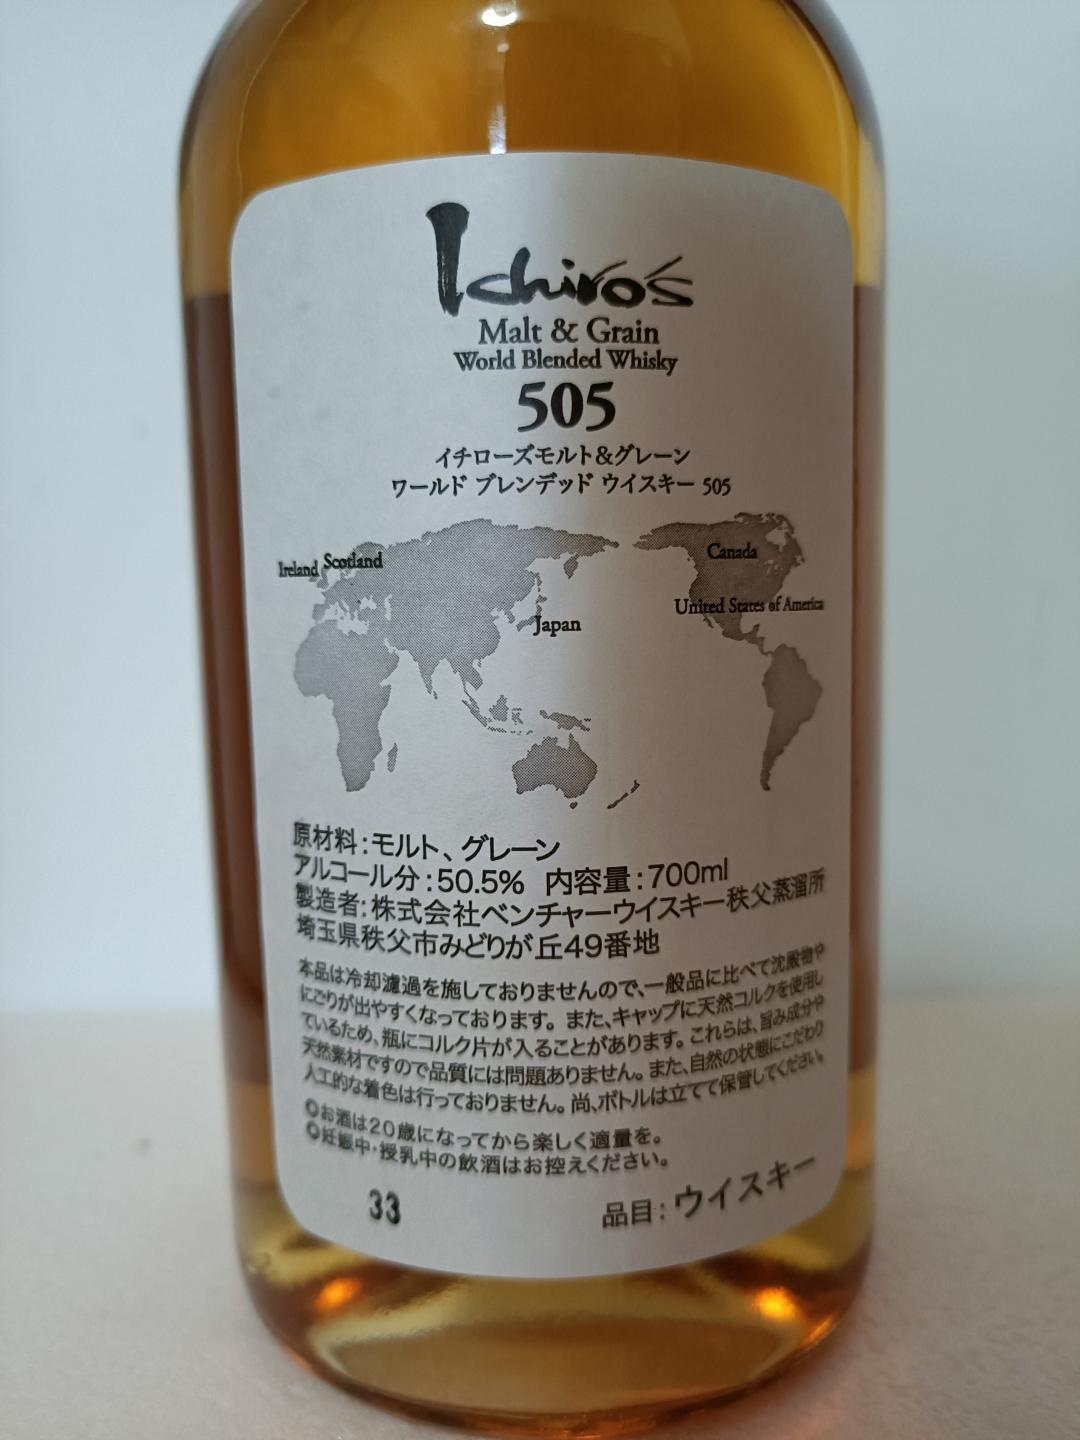 Ichiro's
Malt & Grain
World Blended Whisky
505
イチローズモルト&グレーン
ワールド ブレンデッド ウイスキー 505
Ireland Scotland
Canada
United States of America
Japan
原材料:モルト、グレーン
アルコール分:50.5% 内容量:700ml
製造者:株式会社ベンチャーウイスキー秩父蒸溜所
埼玉県秩父市みどりが丘49番地
本品は冷却濾過を施しておりませんので、一般品に比べて沈殿物や
にごりが出やすくなっております。また、キャップに天然コルクを使用し
ているため、瓶にコルク片が入ることがあります。これらは、旨み成分や
天然素材ですので品質には問題ありません。また、自然の状態にこだわり
人工的な着色は行っておりません。尚、ボトルは立てて保管してください。
◎お酒は20歳になってから楽しく適量を。
◎妊娠中・授乳中の飲酒はお控えください。
33
品目:ウイスキー